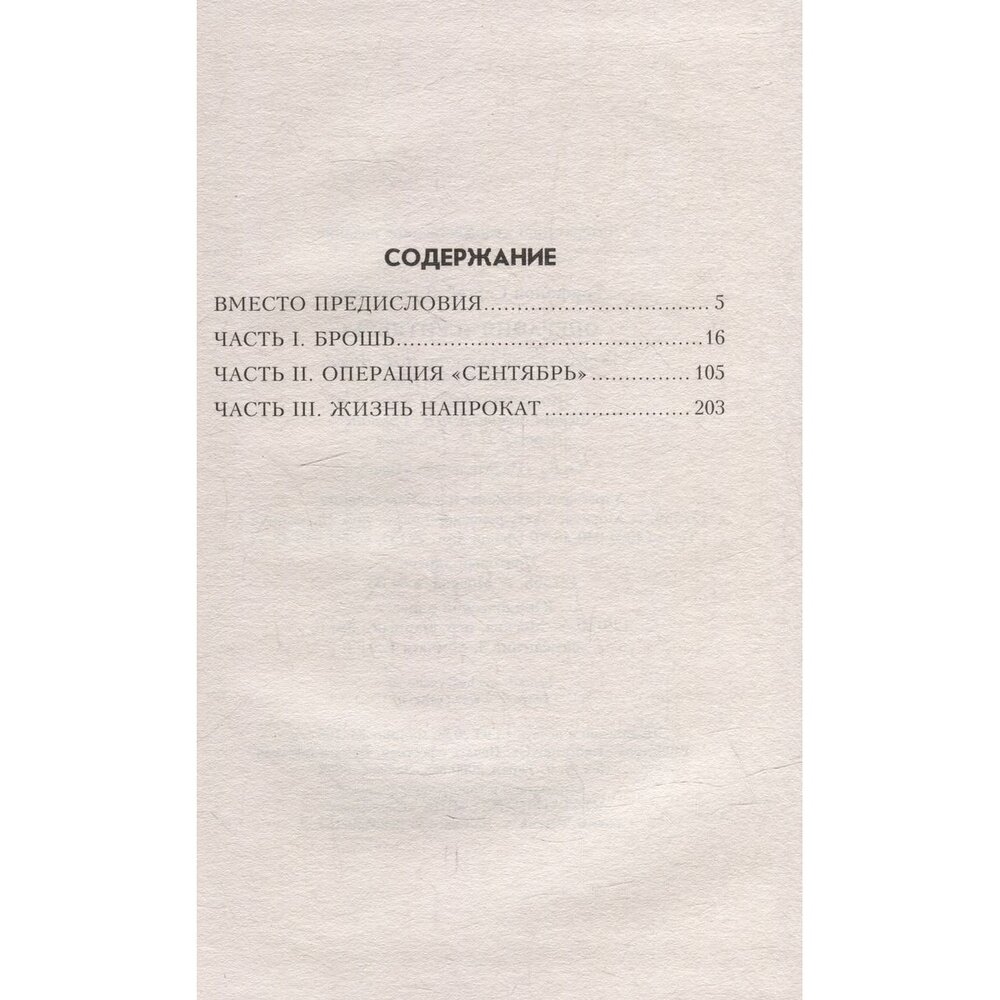 СОДЕРЖАНИЕ
ВМЕСТО ПРЕДИСЛОВИЯ........................... 5
ЧАСТЬ I. БРОШЬ........................................ 16
ЧАСТЬ II. ОПЕРАЦИЯ «СЕНТЯБРЬ»............... 105
ЧАСТЬ III. ЖИЗНЬ НАПРОКАТ...................... 203